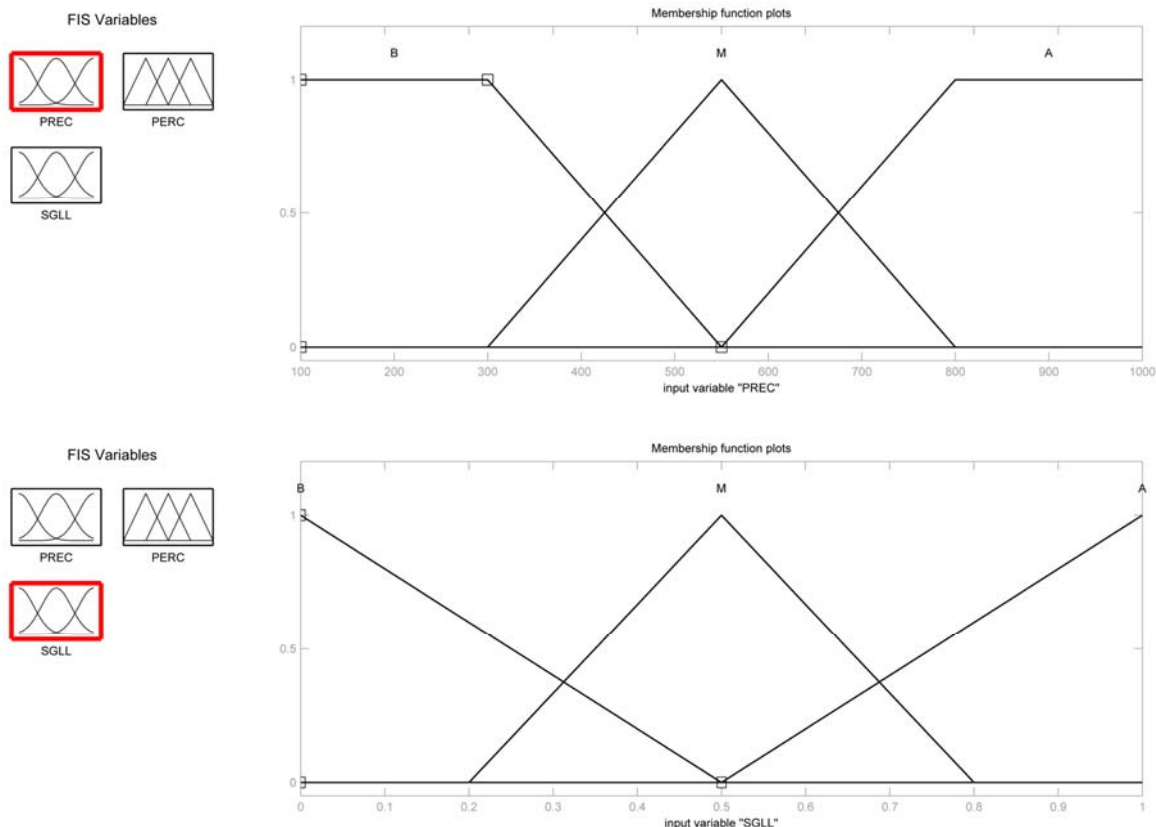 FIS Variables
PREC
PERC
SGLL
Membership function plots
B
M
A
1
0.5
0
100
200
300
400
500
600
700
800
900
1000
input variable "PREC"
FIS Variables
PREC
PERC
SGLL
Membership function plots
B
M
A
1
0.5
0
0
0.1
0.2
0.3
0.4
0.5
0.6
0.7
0.8
0.9
1
input variable "SGLL"